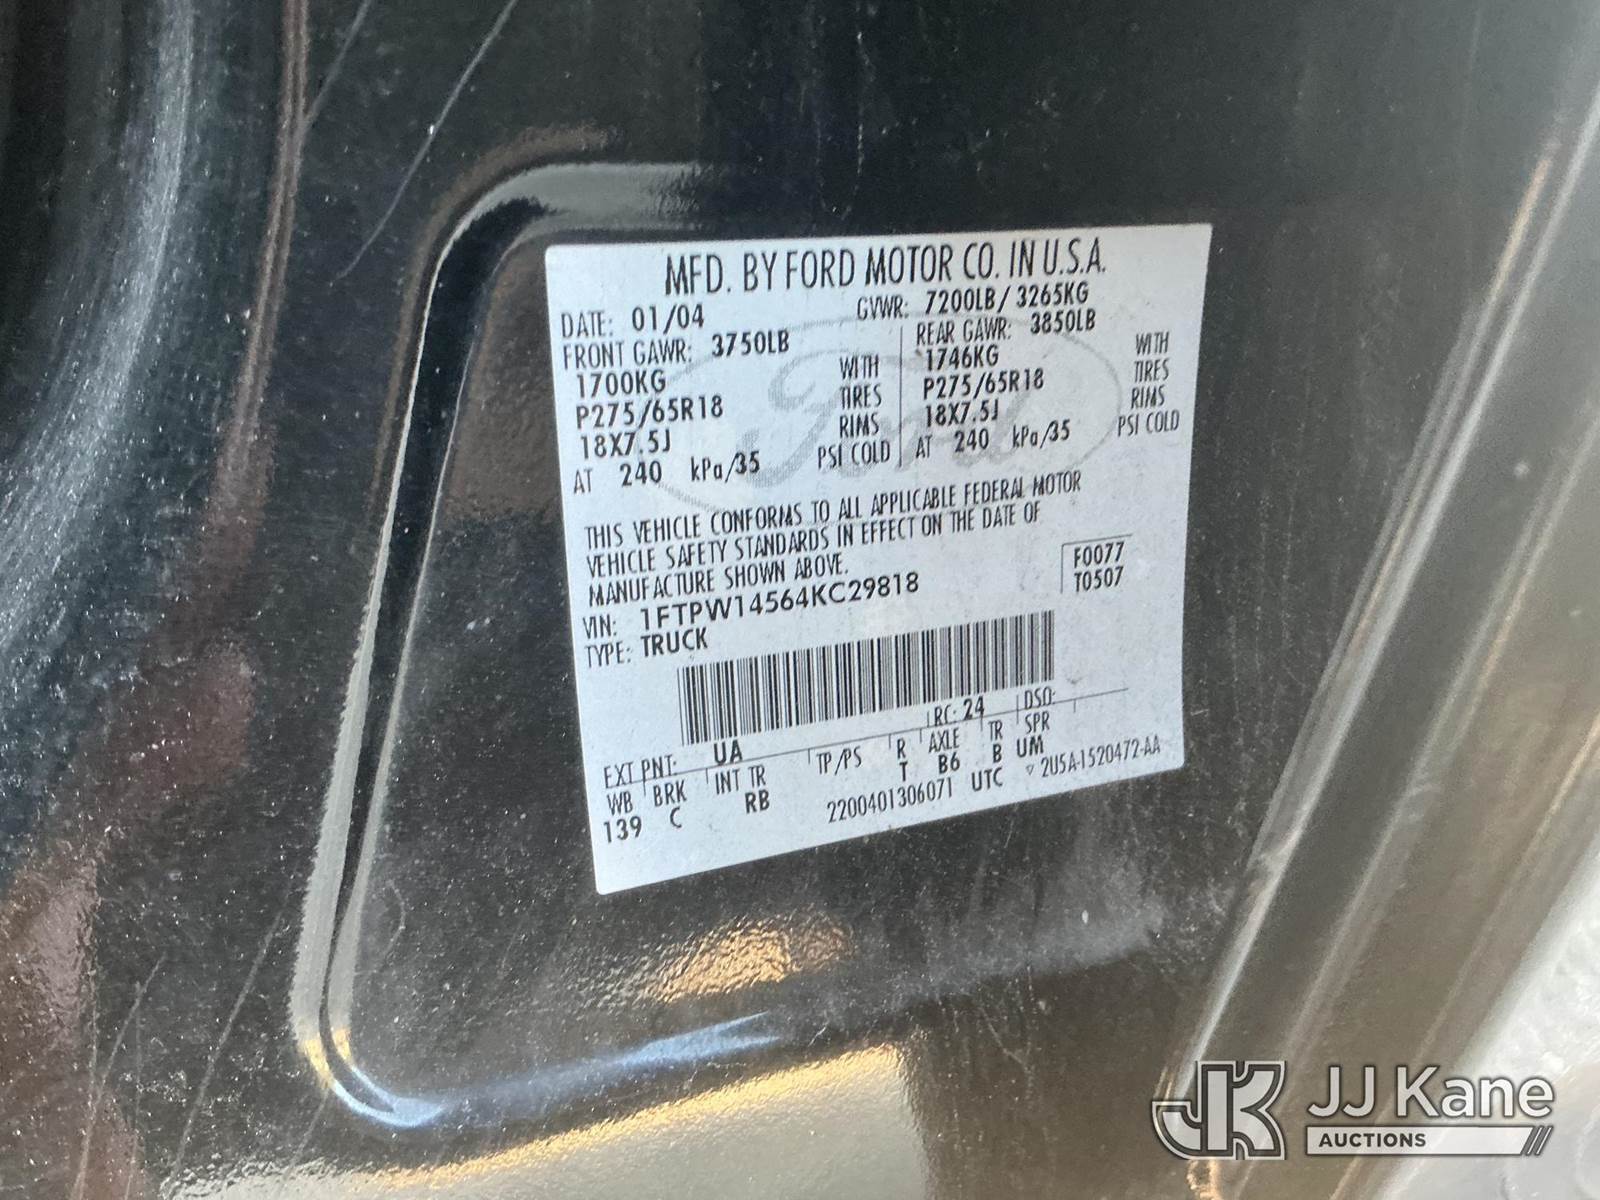 MFD. BY FORD MOTOR CO. IN U.S.A.
DATE: 01/04 GVWR: 7200LB / 3265KG
FRONT GAWR: 3750LB REAR GAWR: 3850LB
1700KG WITH 1746KG WITH
P275/65R18 TIRES P275/65R18 TIRES
18X7.5J RIMS 18X7.5J RIMS
AT 240 kPa/35 PSI COLD AT 240 kPa/35 PSI COLD
THIS VEHICLE CONFORMS TO ALL APPLICABLE FEDERAL MOTOR
VEHICLE SAFETY STANDARDS IN EFFECT ON THE DATE OF
MANUFACTURE SHOWN ABOVE.
F0077
T0507
VIN: 1FTPW14564KC29818
TYPE: TRUCK
Ford
EXT PNT: UA RC: 24 DSO:
WB BRK INT TR TP/PS R AXLE TR SPR
139 C RB T B6 B UM
2200401306071 UTC ▽ 2U5A-1520472-AA
JK JJ Kane
AUCTIONS